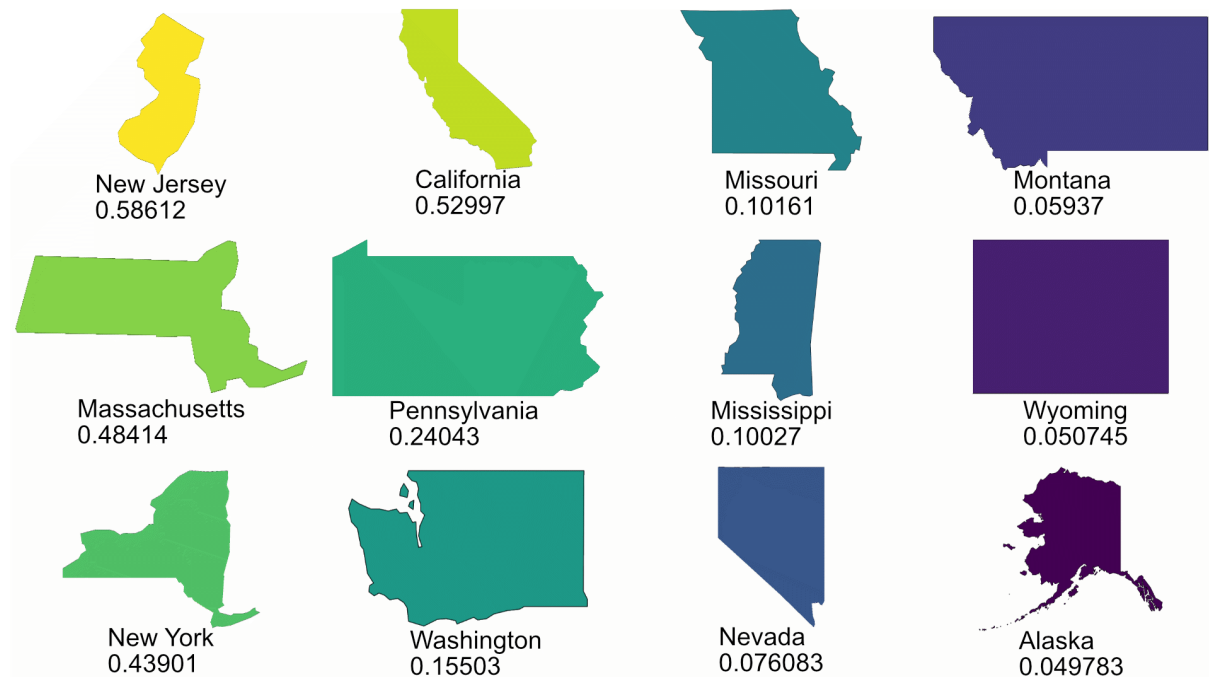 New Jersey
0.58612
California
0.52997
Missouri
0.10161
Montana
0.05937
Massachusetts
0.48414
Pennsylvania
0.24043
Mississippi
0.10027
Wyoming
0.050745
New York
0.43901
Washington
0.15503
Nevada
0.076083
Alaska
0.049783